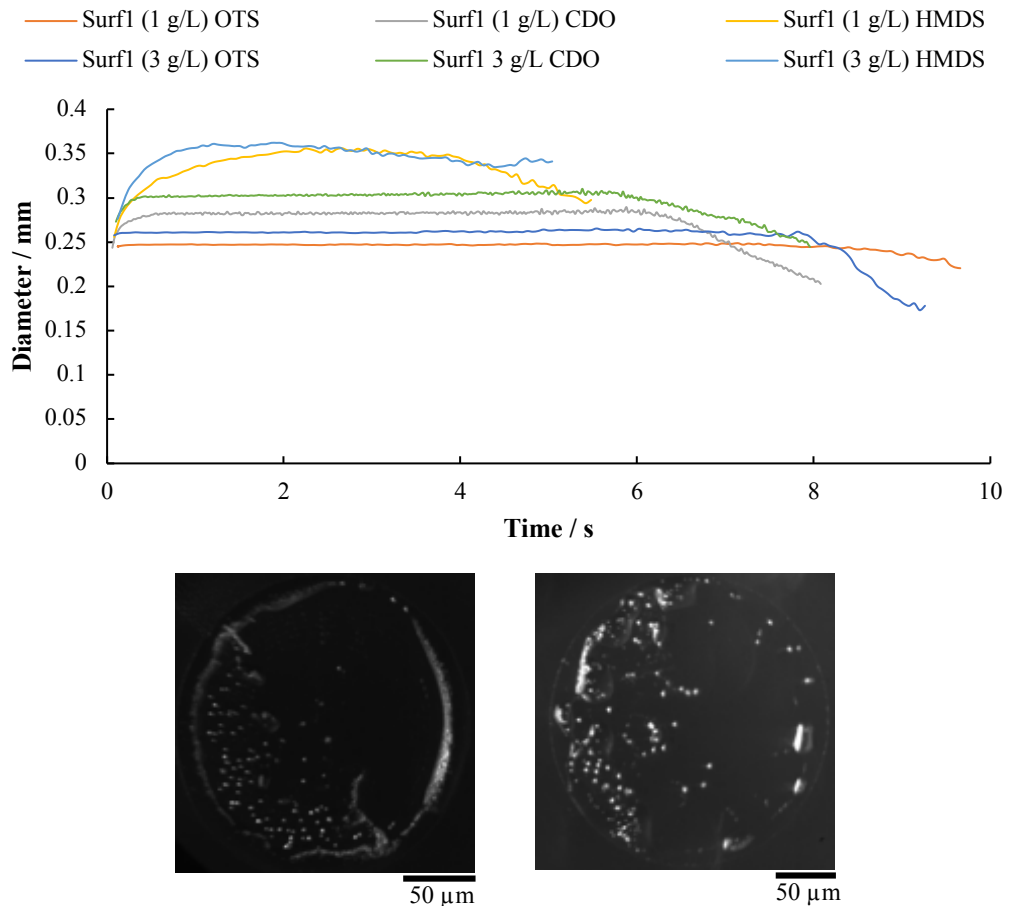 Surf1 (1 g/L) OTS
Surf1 (1 g/L) CDO
Surf1 (1 g/L) HMDS
Surf1 (3 g/L) OTS
Surf1 3 g/L CDO
Surf1 (3 g/L) HMDS
0.4
0.35
0.3
0.25
0.2
0.15
0.1
0.05
0
Diameter / mm
0 2 4 6 8 10
Time / s
50 µm
50 µm